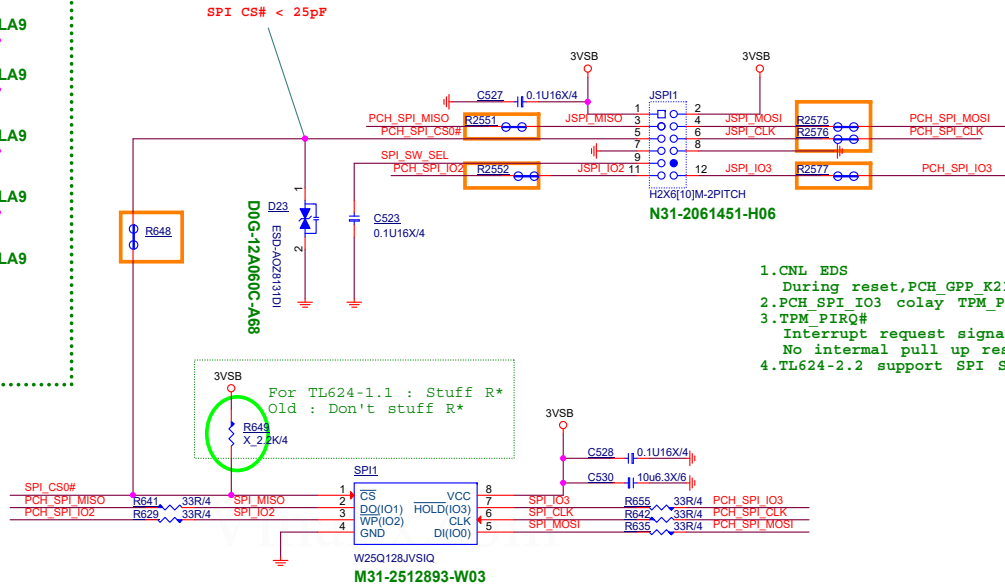 SPI CS# < 25pF
LA9
LA9
LA9
LA9
LA9
3VSB
3VSB
C527
0.1U16X/4
JSPI1
PCH_SPI_MISO
R2551
JSPI_MISO
1
2
3
4
JSPI_MOSI
R2575
PCH_SPI_MOSI
PCH_SPI_CS0#
5
6
JSPI_CLK
R2576
PCH_SPI_CLK
7
8
SPI_SW_SEL
9
PCH_SPI_IO2
R2552
JSPI_IO2
11
12
JSPI_IO3
R2577
PCH_SPI_IO3
H2X6[10]M-2PITCH
N31-2061451-H06
R648
D0G-12A060C-A68
D23
1
2
ESD-AOZ8131DI
C523
0.1U16X/4
1.CNL EDS
During reset,PCH_GPP_K21
2.PCH_SPI_IO3 colay TPM_P
3.TPM_PIRQ#
Interrupt request signa
No internal pull up res
4.TL624-2.2 support SPI S
3VSB
For TL624-1.1 : Stuff R*
Old : Don't stuff R*
R649
X_2.2K/4
3VSB
C528
0.1U16X/4
C530
10u6.3X/6
SPI1
SPI_CS0#
1
CS
VCC
8
PCH_SPI_MISO
R641
33R/4
SPI_MISO
2
DO(IO1)
HOLD(IO3)
7
SPI_IO3
R655
33R/4
PCH_SPI_IO3
PCH_SPI_IO2
R629
33R/4
SPI_IO2
3
WP(IO2)
CLK
6
SPI_CLK
R642
33R/4
PCH_SPI_CLK
4
GND
DI(IO0)
5
SPI_MOSI
R635
33R/4
PCH_SPI_MOSI
W25Q128JVSIQ
M31-2512893-W03